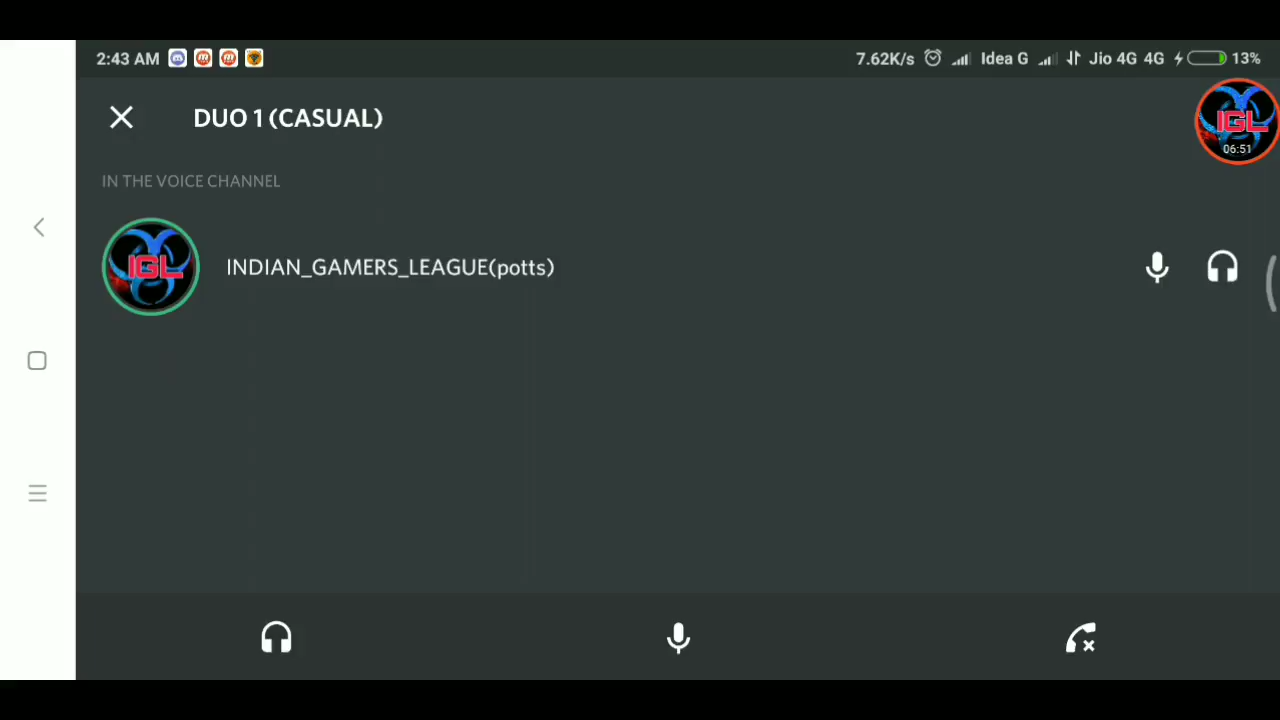 2:43 AM 7.62K/s Idea G Jio 4G 4G 13%
DUO 1 (CASUAL)
IGL
06:51
IN THE VOICE CHANNEL
IGL
INDIAN_GAMERS_LEAGUE(potts)